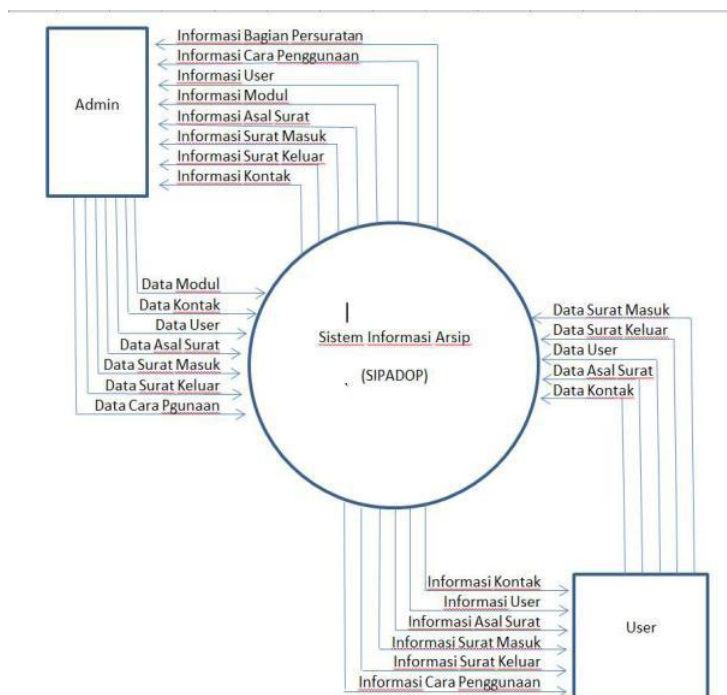 Informasi Bagian Persuratan
Informasi Cara Penggunaan
Informasi User
Informasi Modul
Informasi Asal Surat
Informasi Surat Masuk
Informasi Surat Keluar
Informasi Kontak
Admin
Data Modul
Data Kontak
Data User
Data Asal Surat
Data Surat Masuk
Data Surat Keluar
Data Cara Pgunaan
Sistem Informasi Arsip
(SIPADOP)
Data Surat Masuk
Data Surat Keluar
Data User
Data Asal Surat
Data Kontak
Informasi Kontak
Informasi User
Informasi Asal Surat
Informasi Surat Masuk
Informasi Surat Keluar
Informasi Cara Penggunaan
User